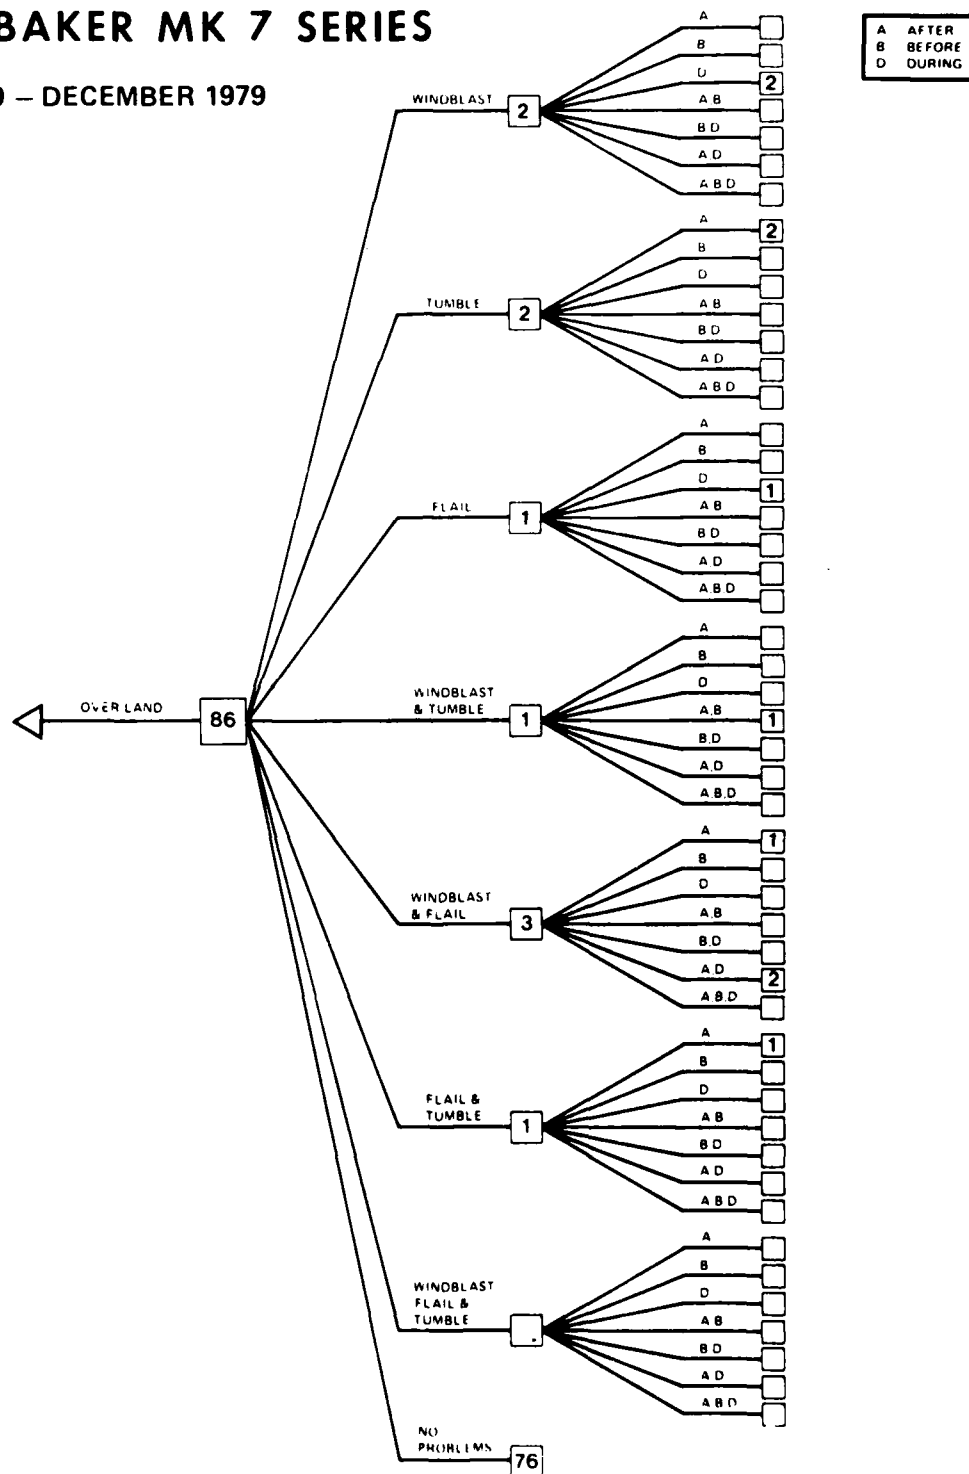 BAKER MK 7 SERIES
– DECEMBER 1979
A AFTER
B BEFORE
D DURING
WINDBLAST
2
A
B
D 2
A B
B D
A D
A B D
TUMBLE
2
A 2
B
D
A B
B D
A D
A B D
FLAIL
1
A
B
D 1
A B
B D
A.D
A.B.D
OVER LAND
86
WINDBLAST
& TUMBLE
1
A
B
D
A.B 1
B.D
A.D
A.B.D
WINDBLAST
& FLAIL
3
A 1
B
D
A.B
B.D
A.D 2
A.B.D
FLAIL &
TUMBLE
1
A 1
B
D
A B
B D
A D
A B D
WINDBLAST
FLAIL &
TUMBLE
A
B
D
A B
B D
A D
A B D
NO
PROBLEMS
76